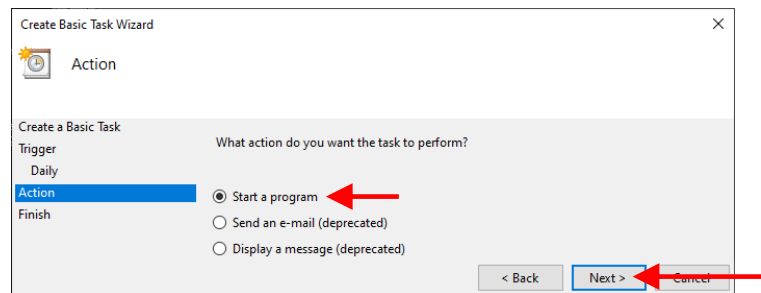 Create Basic Task Wizard
Action
Create a Basic Task
Trigger
Daily
Action
Finish
What action do you want the task to perform?
Start a program
Send an e-mail (deprecated)
Display a message (deprecated)
< Back
Next >
Cancel